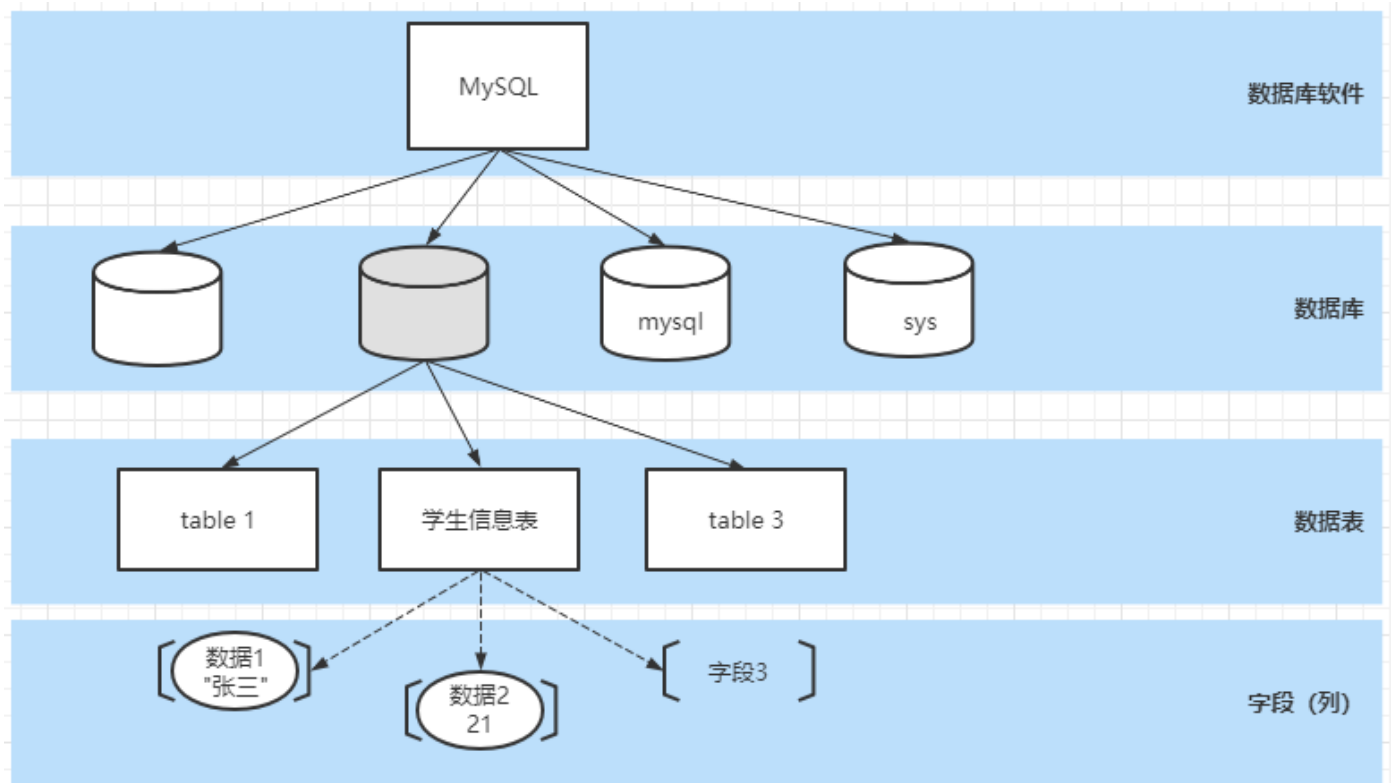 MySQL
数据库软件
mysql
sys
数据库
table 1
学生信息表
table 3
数据表
数据1
"张三"
数据2
21
字段3
字段（列）